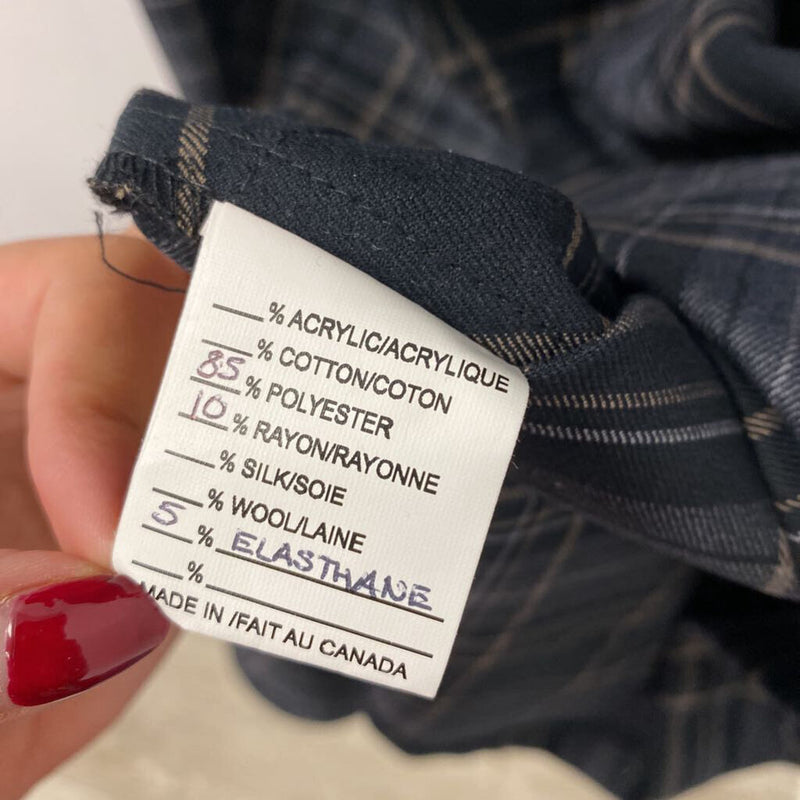 ___% ACRYLIC/ACRYLIQUE
___% COTTON/COTON
85% POLYESTER
10% RAYON/RAYONNE
___% SILK/SOIE
___% WOOL/LAINE
5% ELASTHANE
___%
MADE IN /FAIT AU CANADA